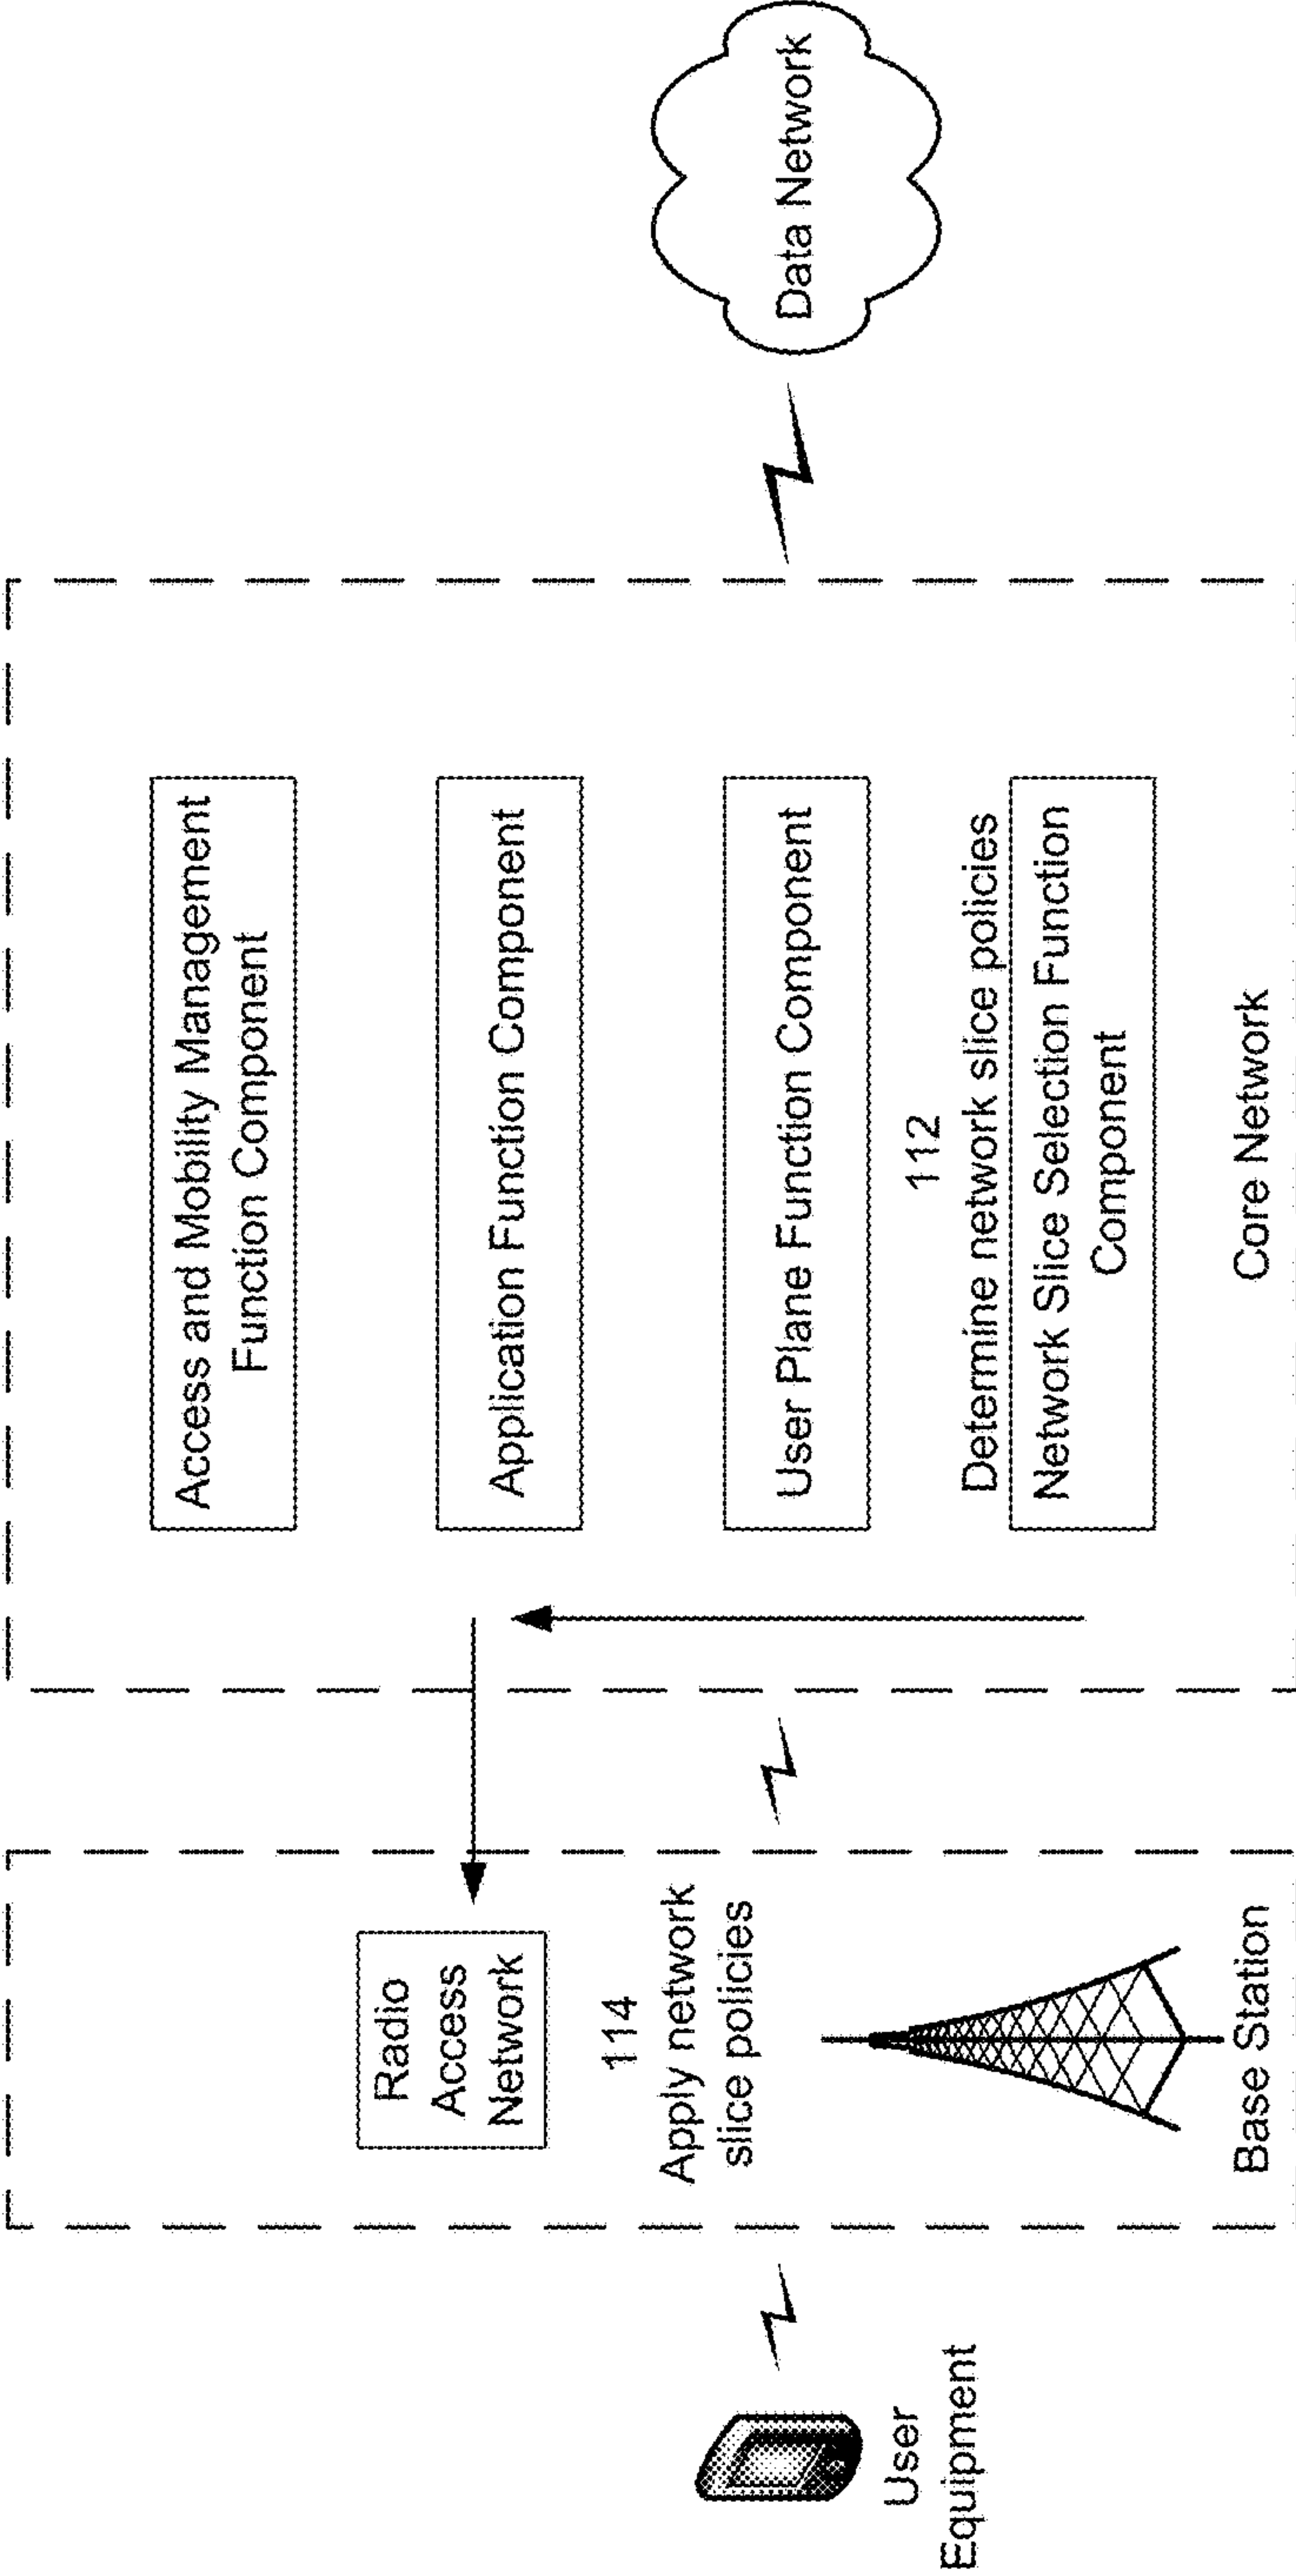 User
Equipment
Radio
Access
Network
114
Apply network
slice policies
Base Station
Access and Mobility Management
Function Component
Application Function Component
User Plane Function Component
112
Determine network slice policies
Network Slice Selection Function
Component
Core Network
Data Network